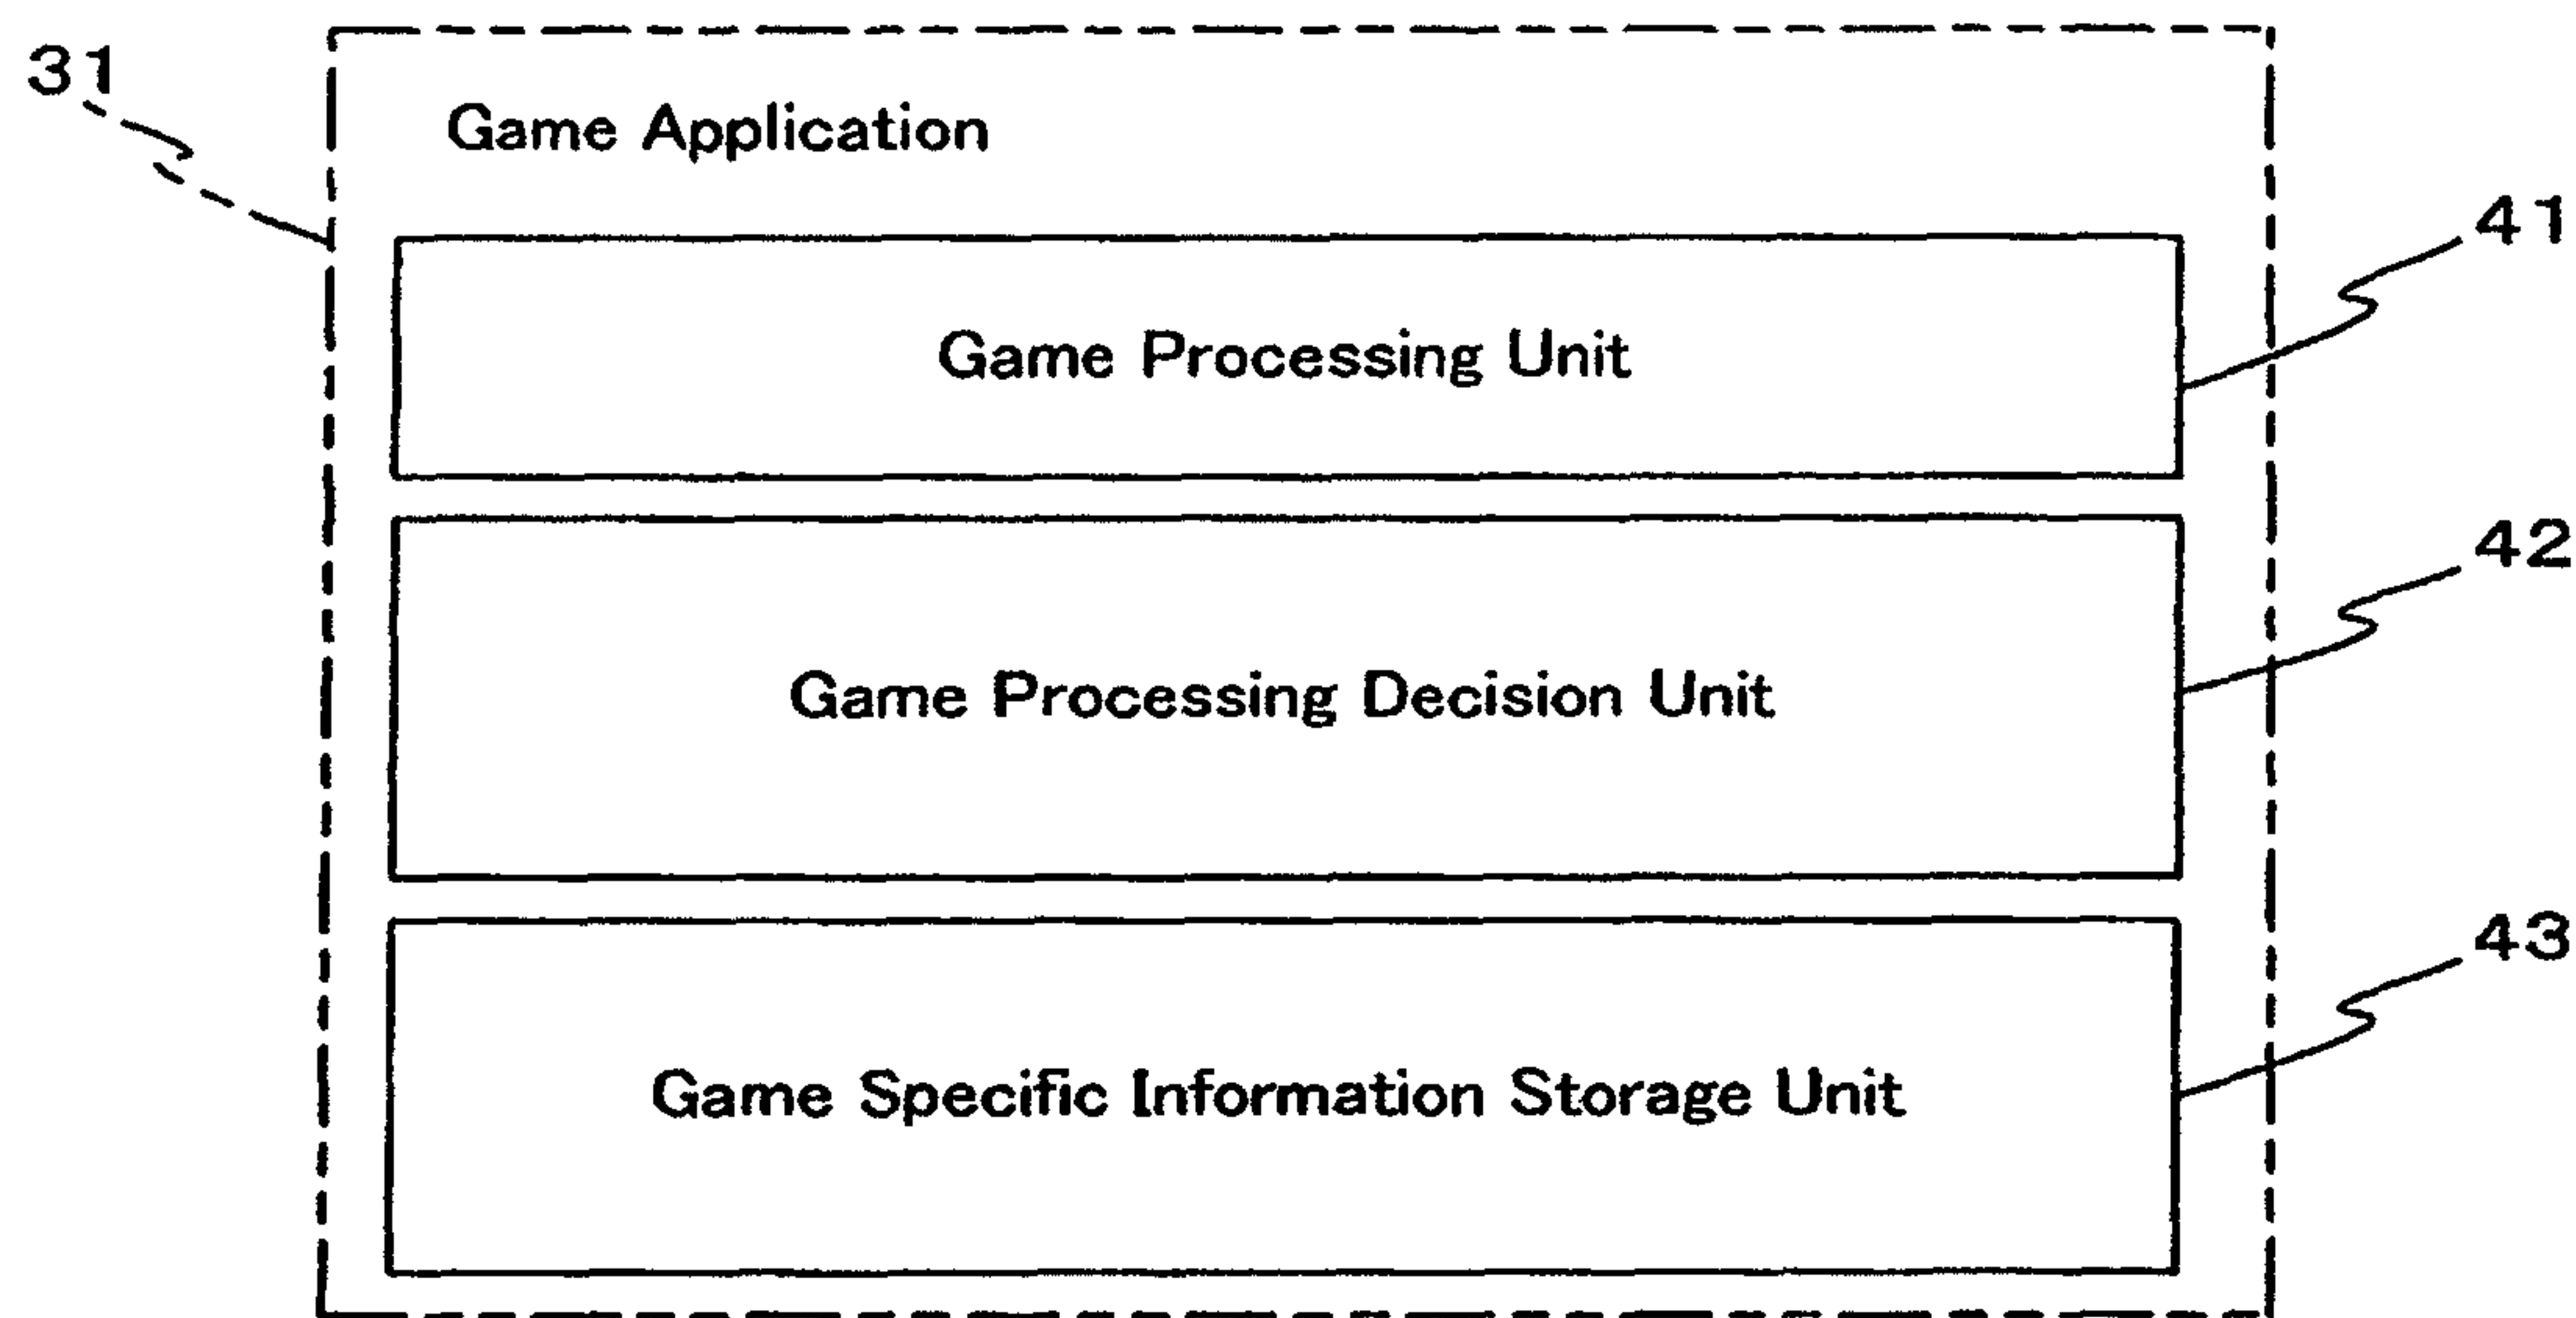 31
Game Application
41
Game Processing Unit
42
Game Processing Decision Unit
43
Game Specific Information Storage Unit